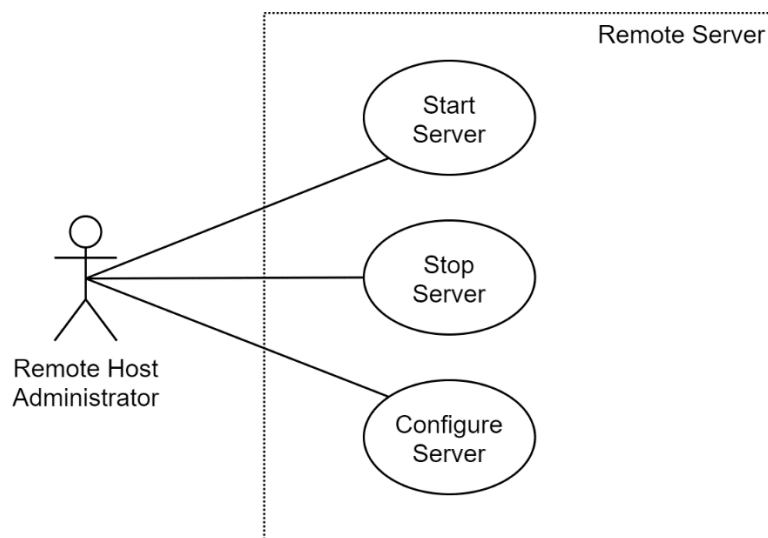 Remote Server
Start
Server
Stop
Server
Remote Host
Administrator
Configure
Server